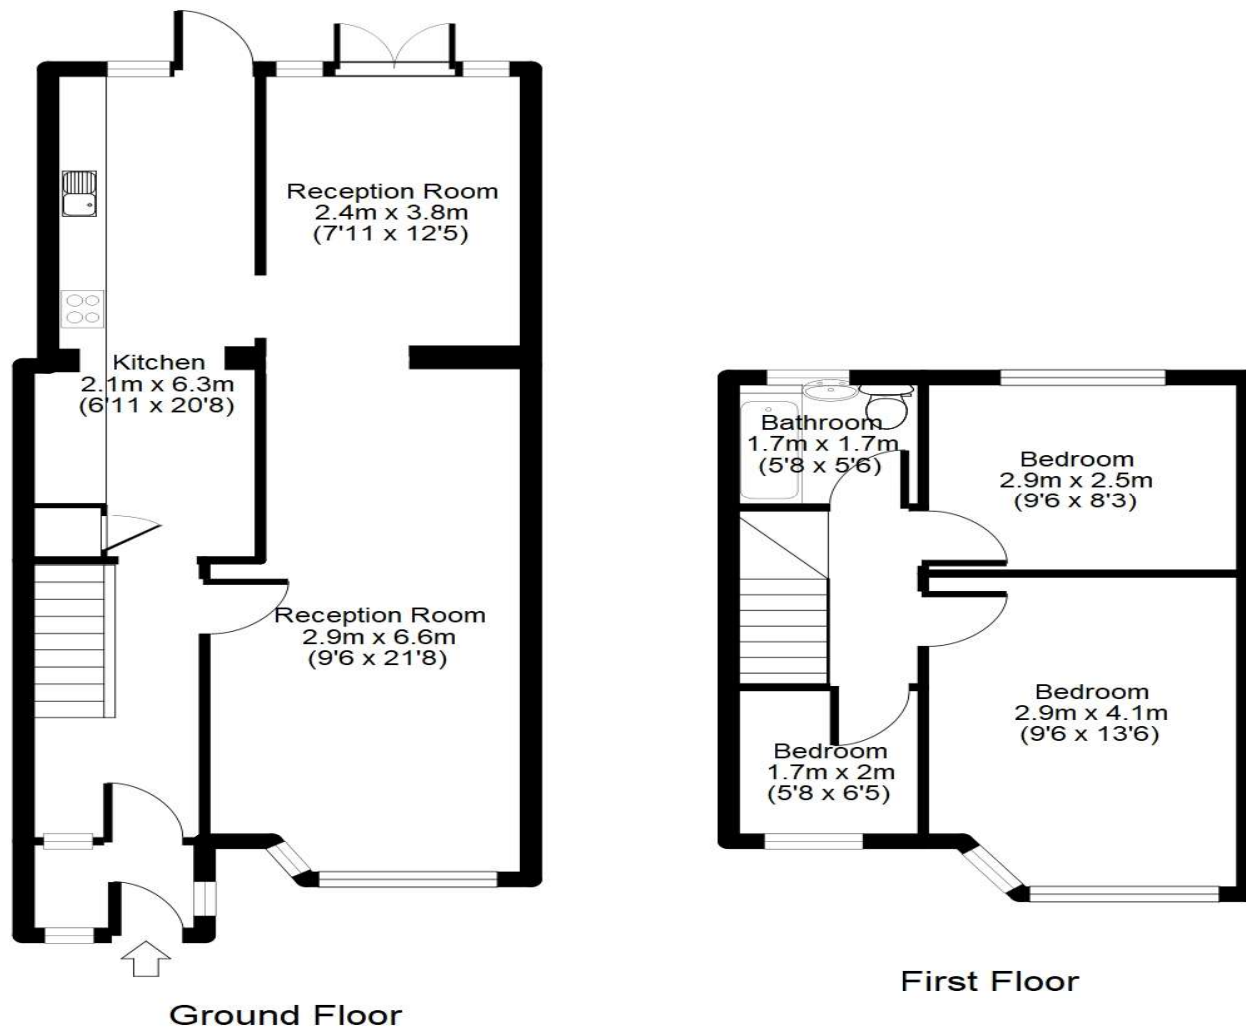 Reception Room
2.4m x 3.8m
(7'11 x 12'5)
Kitchen
2.1m x 6.3m
(6'11 x 20'8)
Reception Room
2.9m x 6.6m
(9'6 x 21'8)
Ground Floor
Bathroom
1.7m x 1.7m
(5'8 x 5'6)
Bedroom
2.9m x 2.5m
(9'6 x 8'3)
Bedroom
2.9m x 4.1m
(9'6 x 13'6)
Bedroom
1.7m x 2m
(5'8 x 6'5)
First Floor